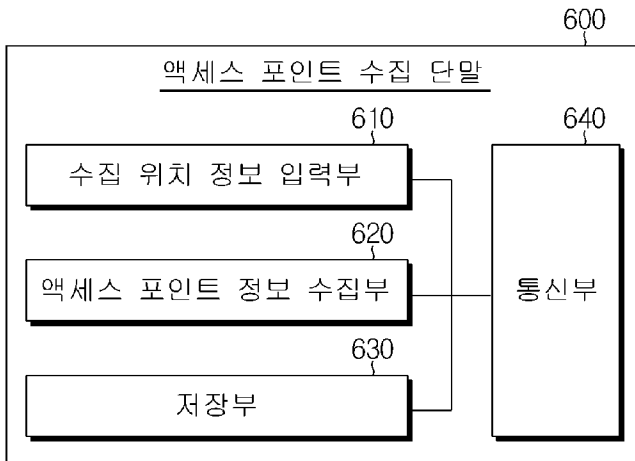 600
액세스 포인트 수집 단말
610
수집 위치 정보 입력부
620
액세스 포인트 정보 수집부
630
저장부
640
통신부